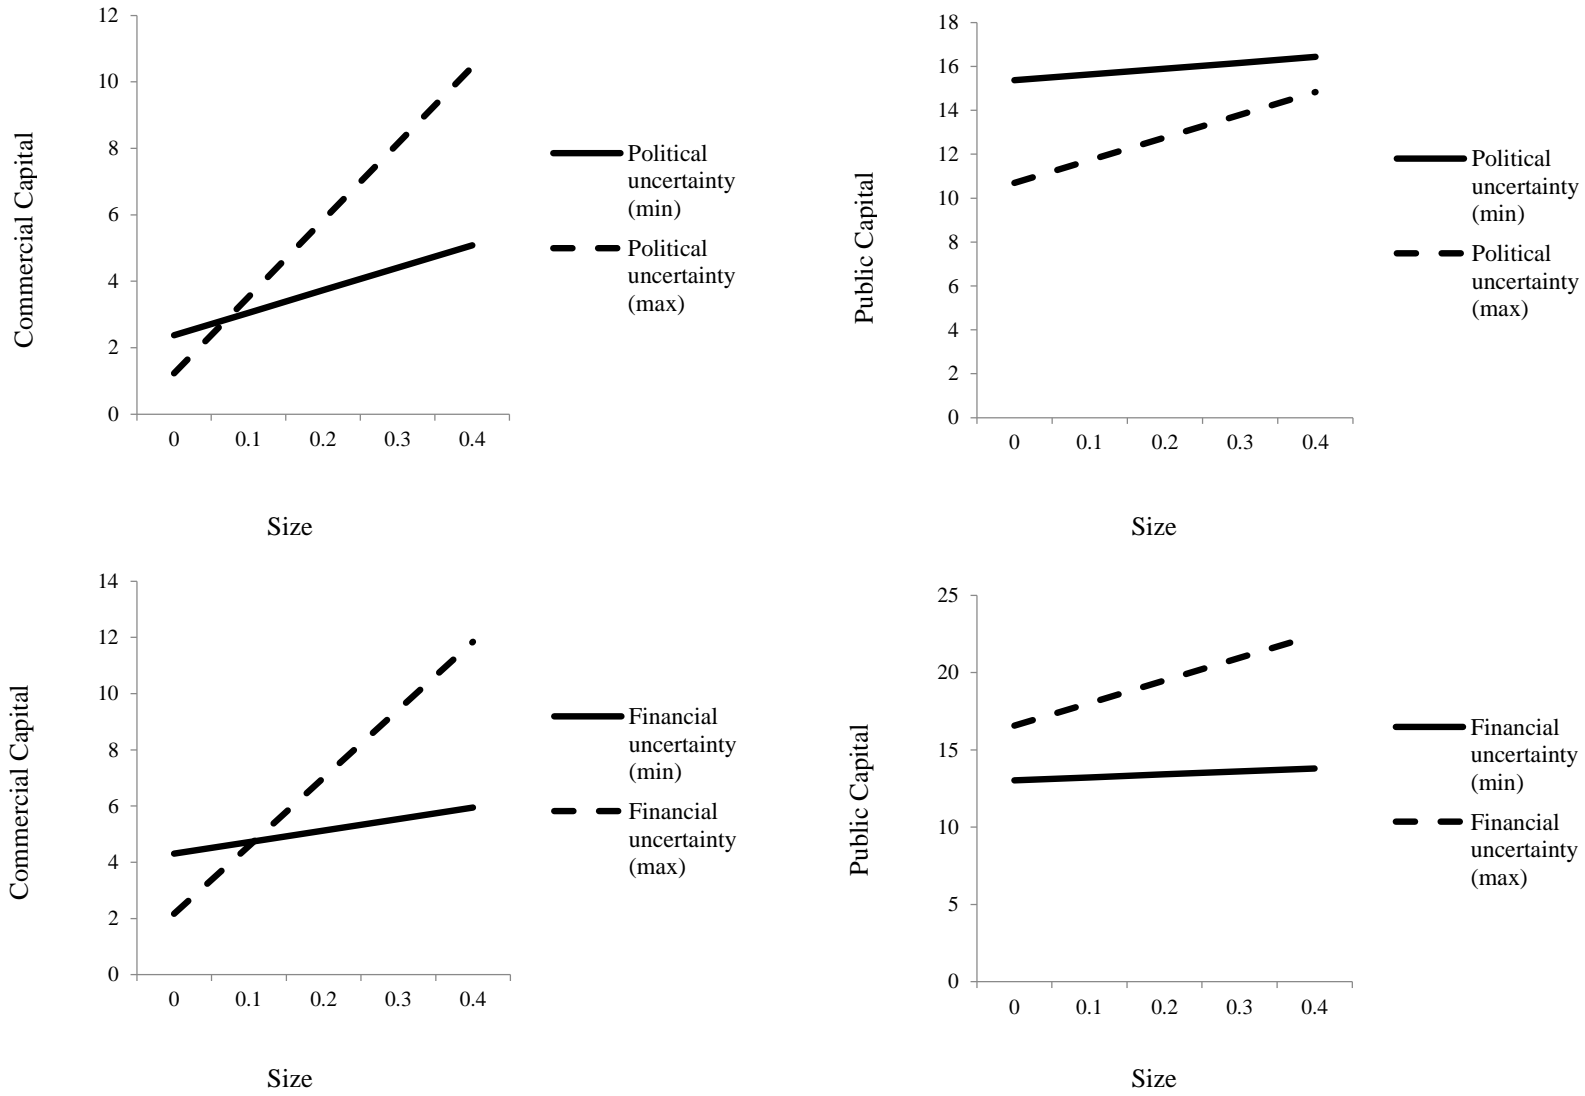 Commercial Capital
12
10
8
6
4
2
0
0 0.1 0.2 0.3 0.4
Size
Political
uncertainty
(min)
Political
uncertainty
(max)
Public Capital
18
16
14
12
10
8
6
4
2
0
0 0.1 0.2 0.3 0.4
Size
Political
uncertainty
(min)
Political
uncertainty
(max)
Commercial Capital
14
12
10
8
6
4
2
0
0 0.1 0.2 0.3 0.4
Size
Financial
uncertainty
(min)
Financial
uncertainty
(max)
Public Capital
25
20
15
10
5
0
0 0.1 0.2 0.3 0.4
Size
Financial
uncertainty
(min)
Financial
uncertainty
(max)